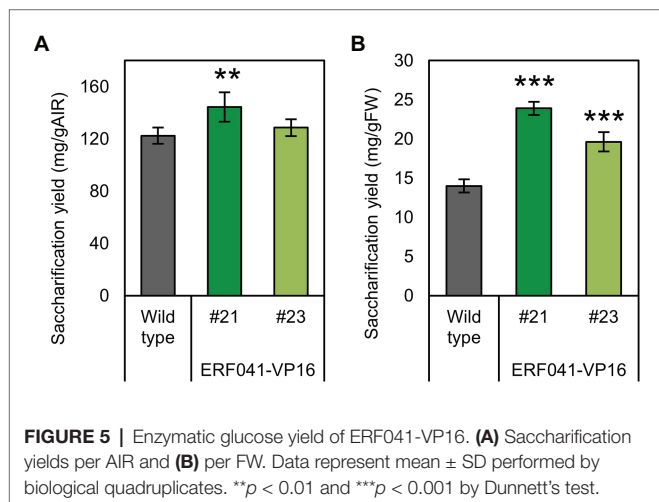 A
Saccharification yield (mg/gAIR)
160
120
80
40
0
**
Wild type
#21
#23
ERF041-VP16
B
Saccharification yield (mg/gFW)
30
25
20
15
10
5
0
***
***
Wild type
#21
#23
ERF041-VP16
FIGURE 5 | Enzymatic glucose yield of ERF041-VP16. (A) Saccharification
yields per AIR and (B) per FW. Data represent mean ± SD performed by
biological quadruplicates. **p < 0.01 and ***p < 0.001 by Dunnett's test.